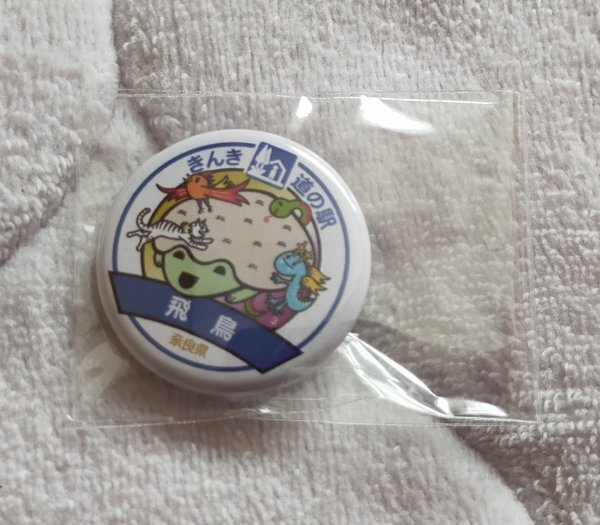 きんき 道の駅
飛鳥
奈良県